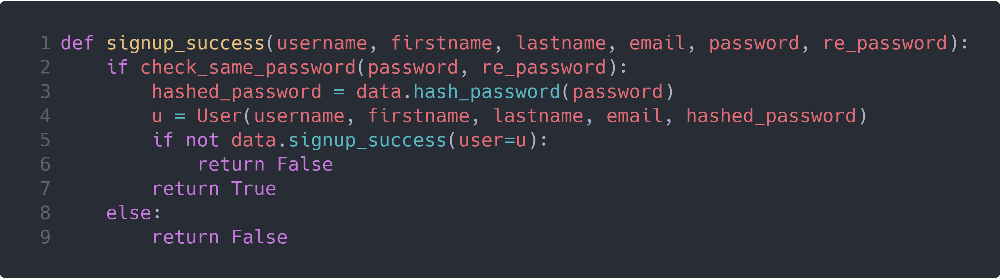 1 def signup_success(username, firstname, lastname, email, password, re_password):
2     if check_same_password(password, re_password):
3         hashed_password = data.hash_password(password)
4         u = User(username, firstname, lastname, email, hashed_password)
5         if not data.signup_success(user=u):
6             return False
7         return True
8     else:
9         return False